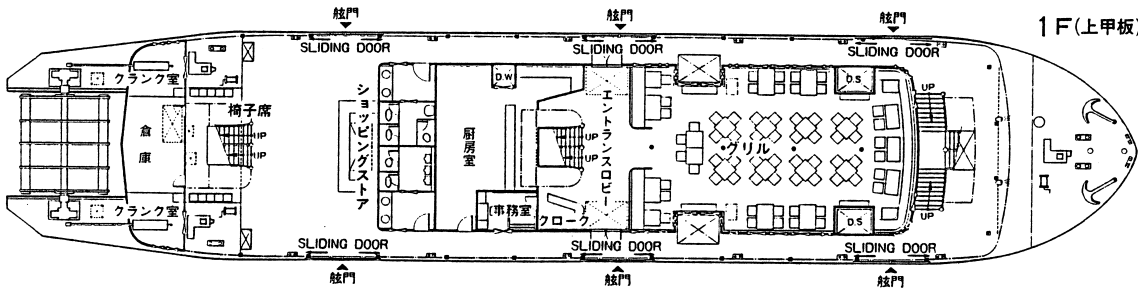 舷門
舷門
舷門
1F(上甲板)
SLIDING DOOR
SLIDING DOOR
SLIDING DOOR
クランク室
椅子席
UP
UP
倉庫
クランク室
ショッピングストア
厨房室
D.W
事務室
クローク
UP
UP
エントランスロビー
グリル
D.S
D.S
UP
UP
SLIDING DOOR
SLIDING DOOR
SLIDING DOOR
舷門
舷門
舷門